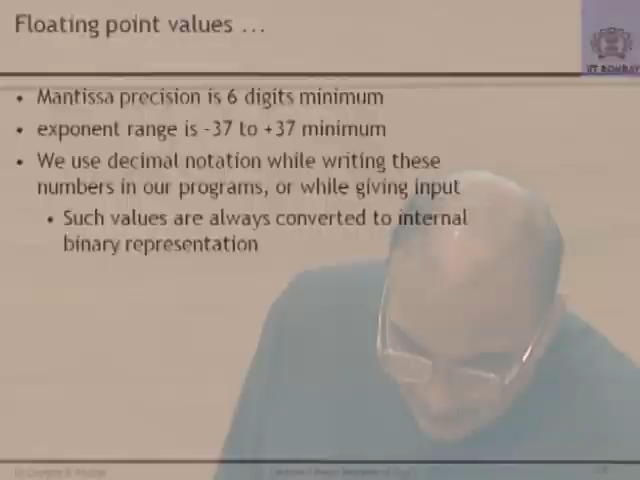 Floating point values ...
IIT BOMBAY
• Mantissa precision is 6 digits minimum
• exponent range is -37 to +37 minimum
• We use decimal notation while writing these
numbers in our programs, or while giving input
• Such values are always converted to internal
binary representation